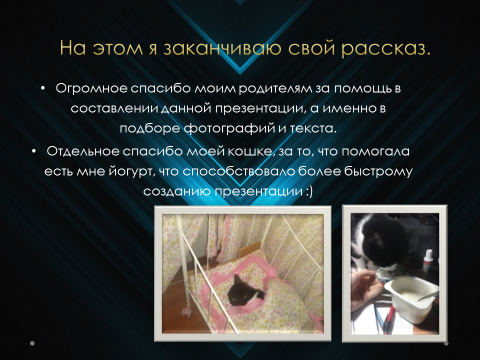 На этом я заканчиваю свой рассказ.
• Огромное спасибо моим родителям за помощь в
составлении данной презентации, а именно в
подборе фотографий и текста.
• Отдельное спасибо моей кошке, за то, что помогала
есть мне йогурт, что способствовало более быстрому
созданию презентации :)